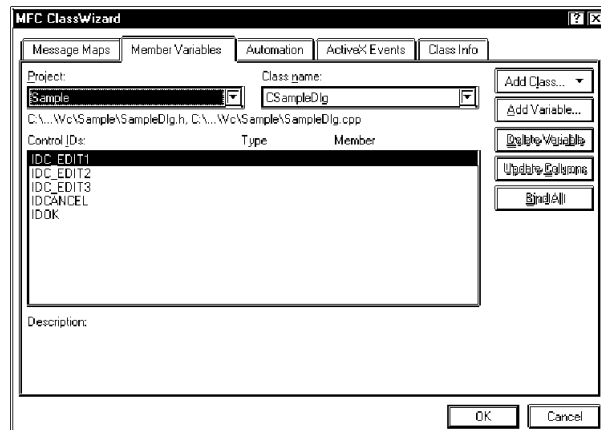 MFC ClassWizard
Message Maps Member Variables Automation ActiveX Events Class Info
Project: Class name:
Sample CSampleDlg
Add Class...
C:\...Vc\Sample\SampleDlg.h, C:\...Vc\Sample\SampleDlg.cpp
Add Variable...
Control IDs: Type Member
Delete Variable
IDC_EDIT1
IDC_EDIT2
Update Columns
IDC_EDIT3
IDCANCEL
Bind All
IDOK
Description:
OK Cancel